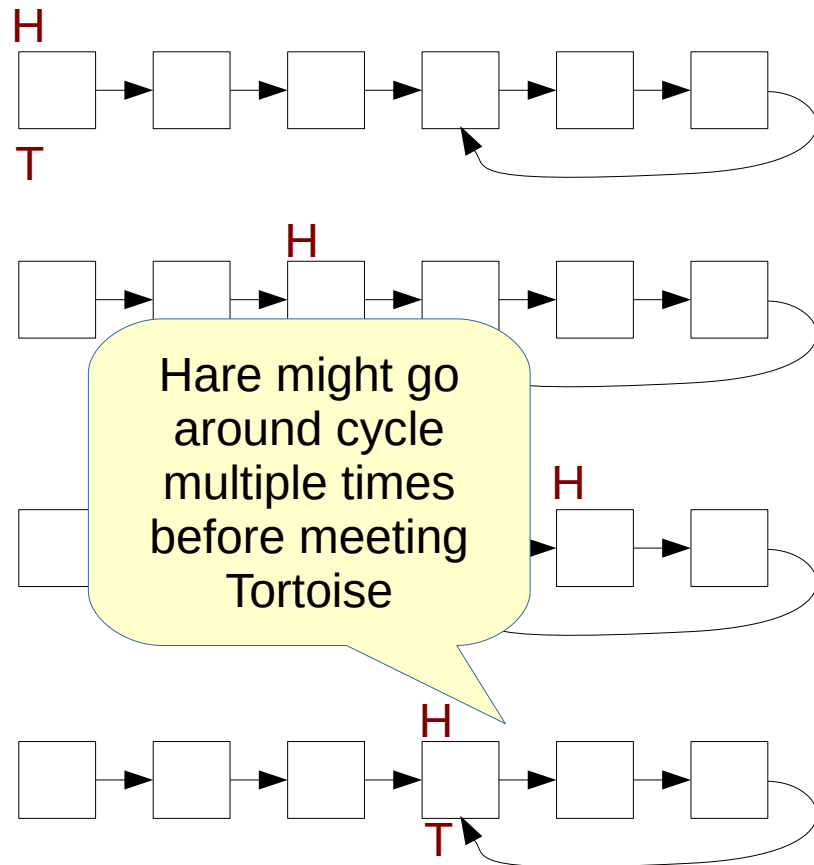 H
T
H
Hare might go
around cycle
multiple times
before meeting
Tortoise
H
H
T